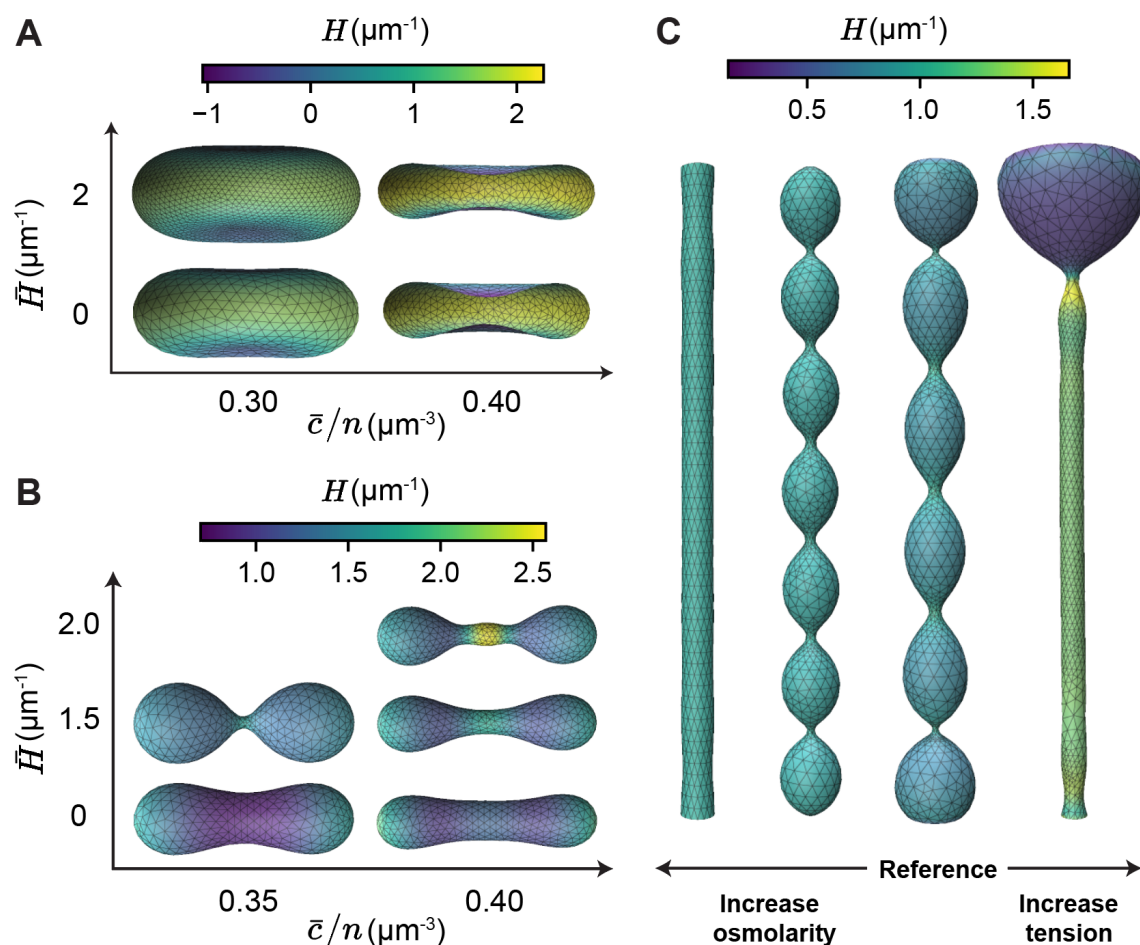 A
H (μm⁻¹)
−1 0 1 2
H̄ (μm⁻¹)
2
0
0.30 0.40
c̄/n (μm⁻³)
B
H (μm⁻¹)
1.0 1.5 2.0 2.5
H̄ (μm⁻¹)
2.0
1.5
0
0.35 0.40
c̄/n (μm⁻³)
C
H (μm⁻¹)
0.5 1.0 1.5
Reference
Increase
osmolarity
Increase
tension